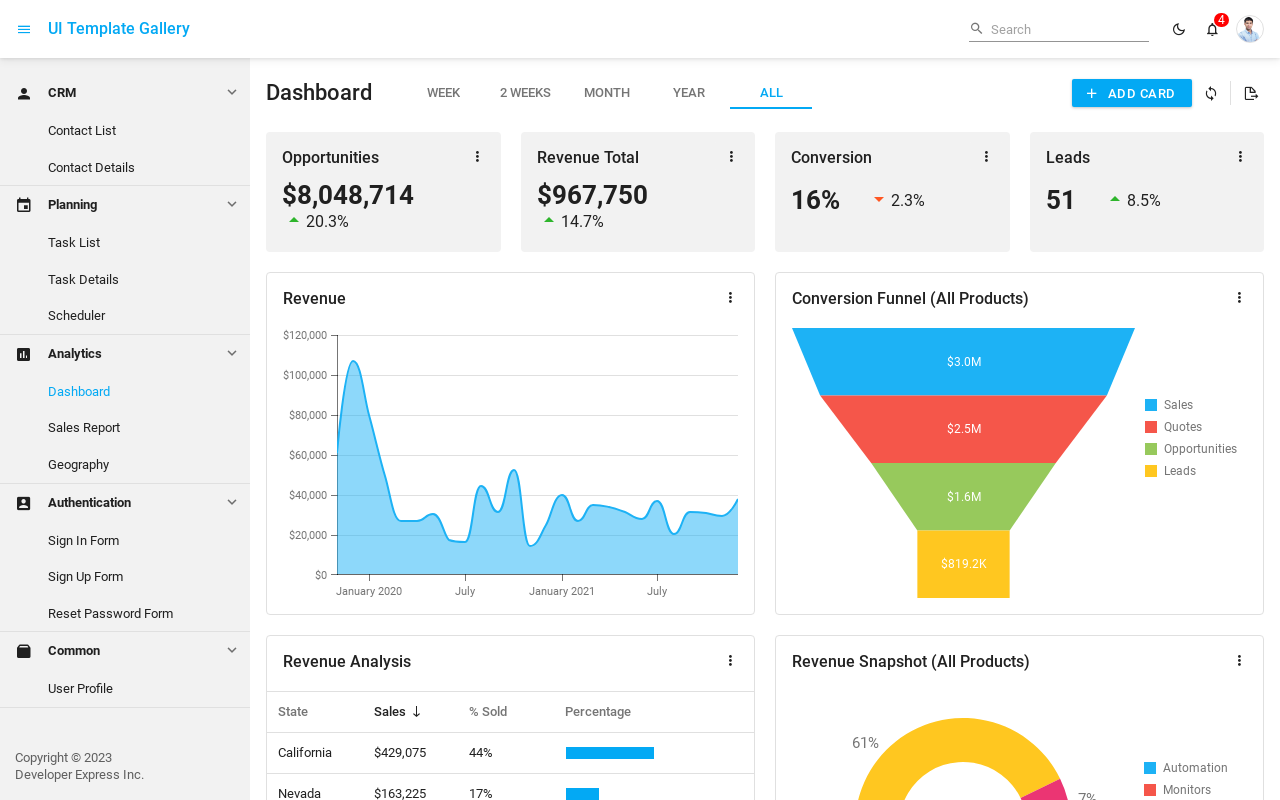 UI Template Gallery
Search
4
CRM
Contact List
Contact Details
Planning
Task List
Task Details
Scheduler
Analytics
Dashboard
Sales Report
Geography
Authentication
Sign In Form
Sign Up Form
Reset Password Form
Common
User Profile
Copyright © 2023
Developer Express Inc.
Dashboard
WEEK
2 WEEKS
MONTH
YEAR
ALL
ADD CARD
Opportunities
$8,048,714
20.3%
Revenue Total
$967,750
14.7%
Conversion
16%
2.3%
Leads
51
8.5%
Revenue
$120,000
$100,000
$80,000
$60,000
$40,000
$20,000
$0
January 2020
July
January 2021
July
Conversion Funnel (All Products)
$3.0M
$2.5M
$1.6M
$819.2K
Sales
Quotes
Opportunities
Leads
Revenue Analysis
State
Sales
% Sold
Percentage
California
$429,075
44%
Nevada
$163,225
17%
Revenue Snapshot (All Products)
61%
7%
Automation
Monitors